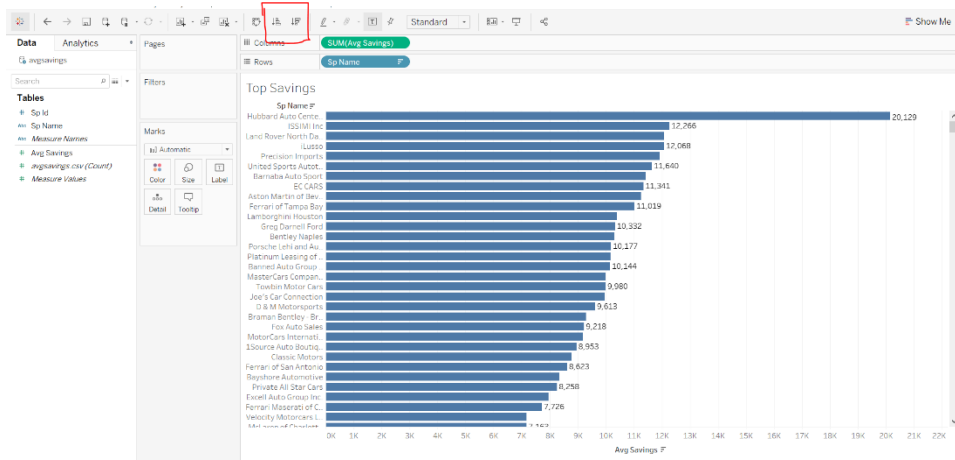 Standard
Show Me
Data
Analytics
Pages
Columns
SUM(Avg Savings)
avgsavings
Rows
Sp Name
Search
Filters
Top Savings
Tables
Sp Id
Sp Name
Measure Names
Avg Savings
avgsavings.csv (Count)
Measure Values
Marks
Automatic
Color
Size
Label
Detail
Tooltip
Sp Name
Hubbard Auto Cente..
20,129
ISSIMI Inc
12,266
Land Rover North Da..
iLusso
12,068
Precision Imports
United Sports Autot..
11,640
Barnaba Auto Sport
EC CARS
11,341
Aston Martin of Bev..
Ferrari of Tampa Bay
11,019
Lamborghini Houston
Greg Darnell Ford
10,332
Bentley Naples
Porsche Lehi and Au..
10,177
Platinum Leasing of ..
Banned Auto Group ..
10,144
MasterCars Compan..
Towbin Motor Cars
9,980
Joe's Car Connection
D & M Motorsports
9,613
Braman Bentley - Br..
Fox Auto Sales
9,218
MotorCars Internati..
1Source Auto Boutiq..
8,953
Classic Motors
Ferrari of San Antonio
8,623
Bayshore Automotive
Private All Star Cars
8,258
Excell Auto Group Inc.
Ferrari Maserati of C..
7,726
Velocity Motorcars L..
McLaren of Charlott..
7,163
0K 1K 2K 3K 4K 5K 6K 7K 8K 9K 10K 11K 12K 13K 14K 15K 16K 17K 18K 19K 20K 21K 22K
Avg Savings